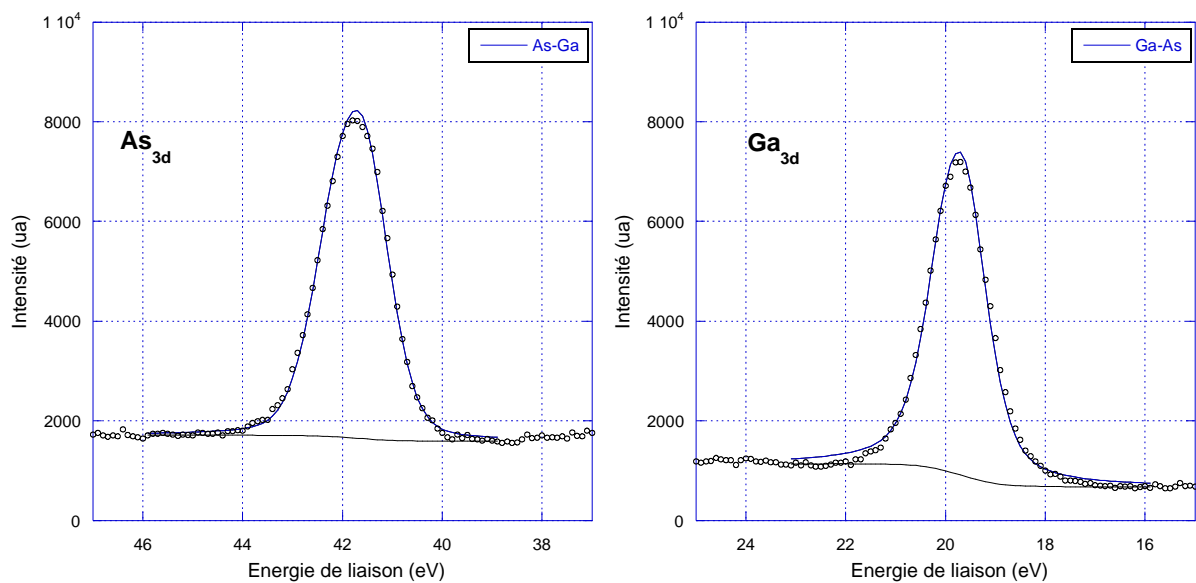 1 10⁴
As-Ga
As₃d
8000
6000
4000
2000
0
46 44 42 40 38
Intensité (ua)
Energie de liaison (eV)
1 10⁴
Ga-As
Ga₃d
8000
6000
4000
2000
0
24 22 20 18 16
Intensité (ua)
Energie de liaison (eV)